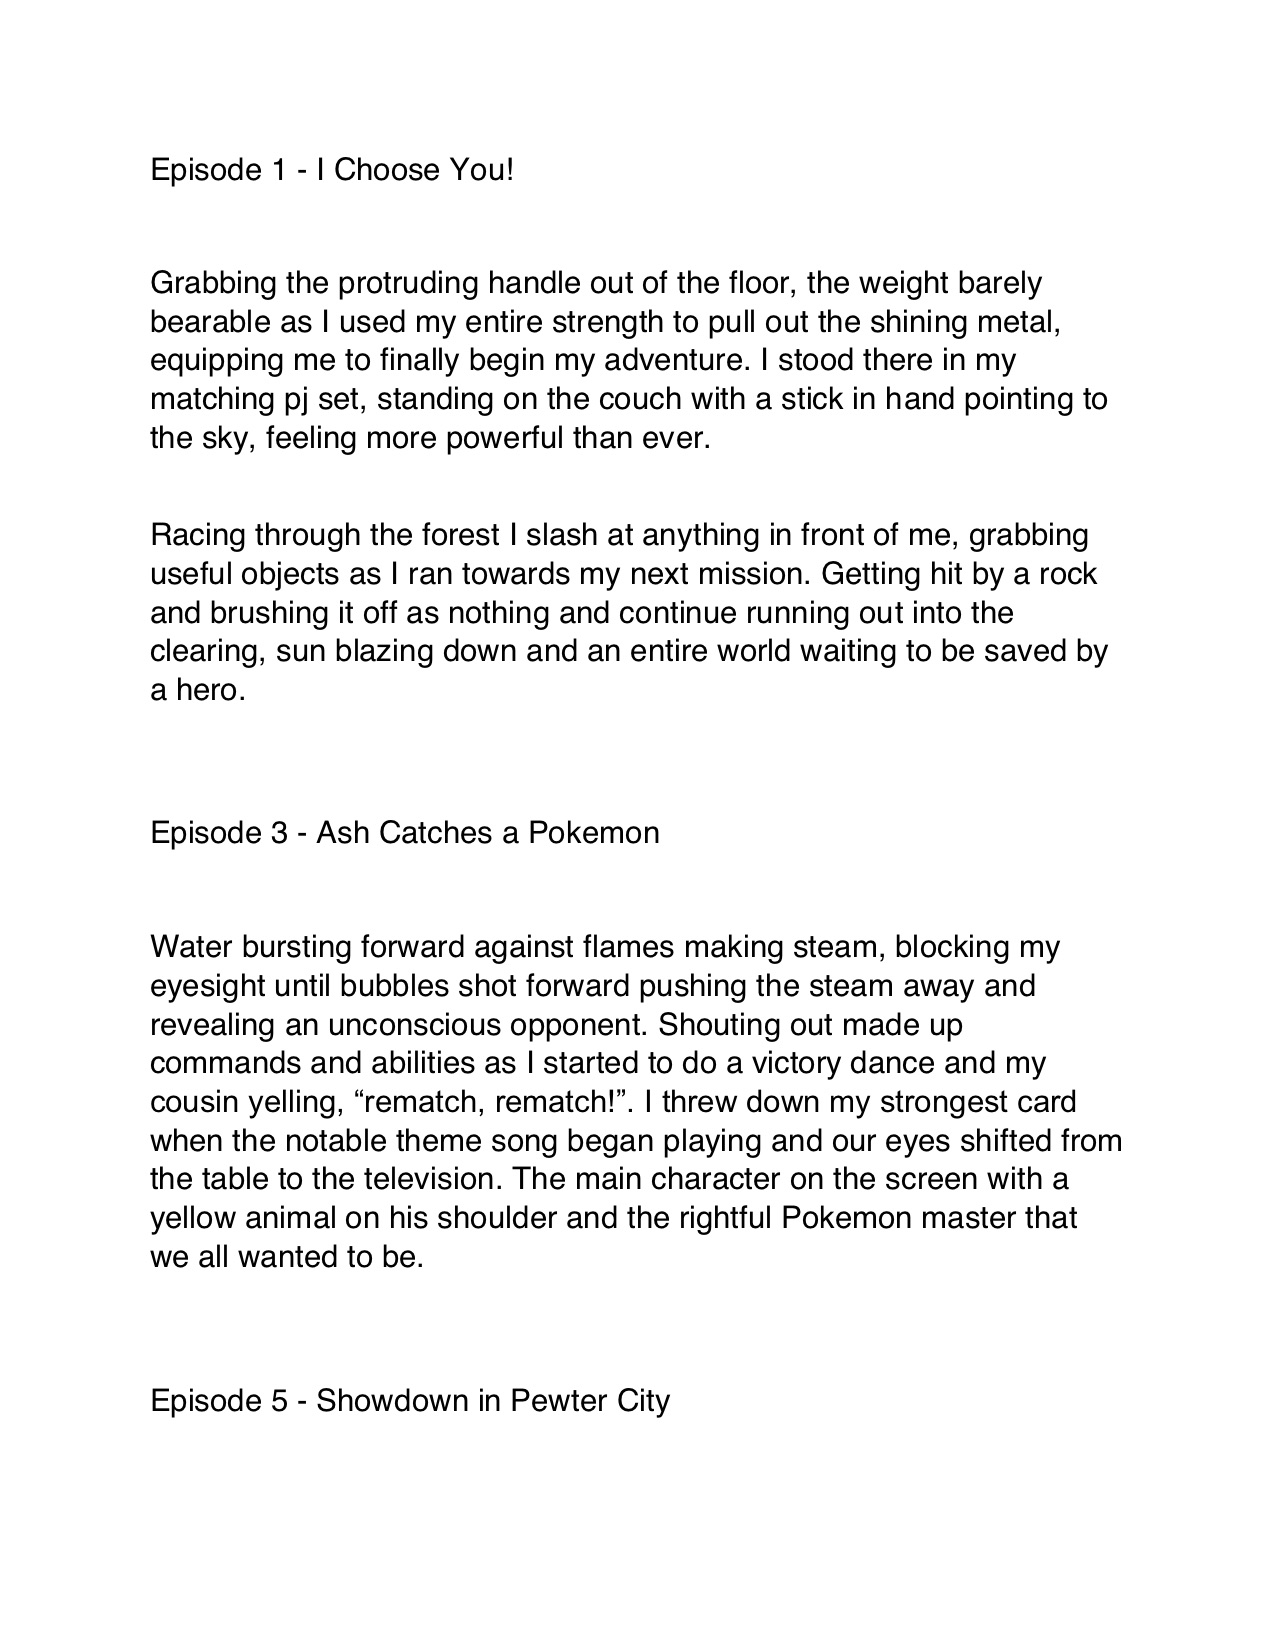 Episode 1 - I Choose You!
Grabbing the protruding handle out of the floor, the weight barely
bearable as I used my entire strength to pull out the shining metal,
equipping me to finally begin my adventure. I stood there in my
matching pj set, standing on the couch with a stick in hand pointing to
the sky, feeling more powerful than ever.
Racing through the forest I slash at anything in front of me, grabbing
useful objects as I ran towards my next mission. Getting hit by a rock
and brushing it off as nothing and continue running out into the
clearing, sun blazing down and an entire world waiting to be saved by
a hero.
Episode 3 - Ash Catches a Pokemon
Water bursting forward against flames making steam, blocking my
eyesight until bubbles shot forward pushing the steam away and
revealing an unconscious opponent. Shouting out made up
commands and abilities as I started to do a victory dance and my
cousin yelling, “rematch, rematch!”. I threw down my strongest card
when the notable theme song began playing and our eyes shifted from
the table to the television. The main character on the screen with a
yellow animal on his shoulder and the rightful Pokemon master that
we all wanted to be.
Episode 5 - Showdown in Pewter City